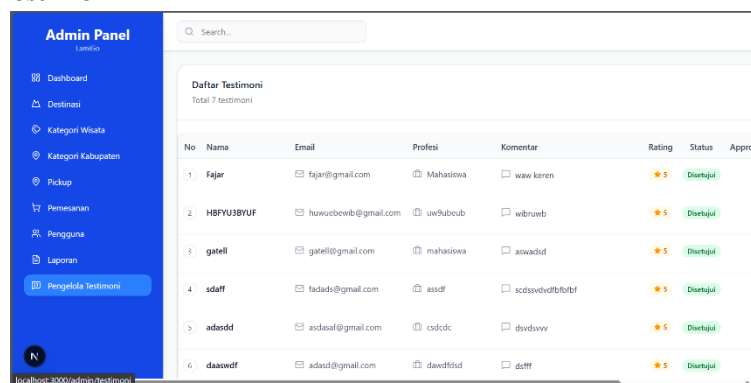 Admin Panel
LamiGo
Search..
Dashboard
Destinasi
Kategori Wisata
Kategori Kabupaten
Pickup
Pemesanan
Pengguna
Laporan
Pengelola Testimoni
Daftar Testimoni
Total 7 testimoni
No Nama Email Profesi Komentar Rating Status Appro
1 Fajar fajar@gmail.com Mahasiswa waw keren 5 Disetujui
2 HBFYU3BYUF huwuebewib@gmail.com uw9ubeub wibruwb 5 Disetujui
3 gatell gatell@gmail.com mahasiswa aswadsd 5 Disetujui
4 sdaff fadads@gmail.com assdf scdssvdvdfbfbfbf 5 Disetujui
5 adasdd asdasaf@gmail.com csdcdc dsvdsvvv 5 Disetujui
6 daaswdf adasd@gmail.com dawdfdsd dsfff 5 Disetujui
N
localhost:3000/admin/testimoni